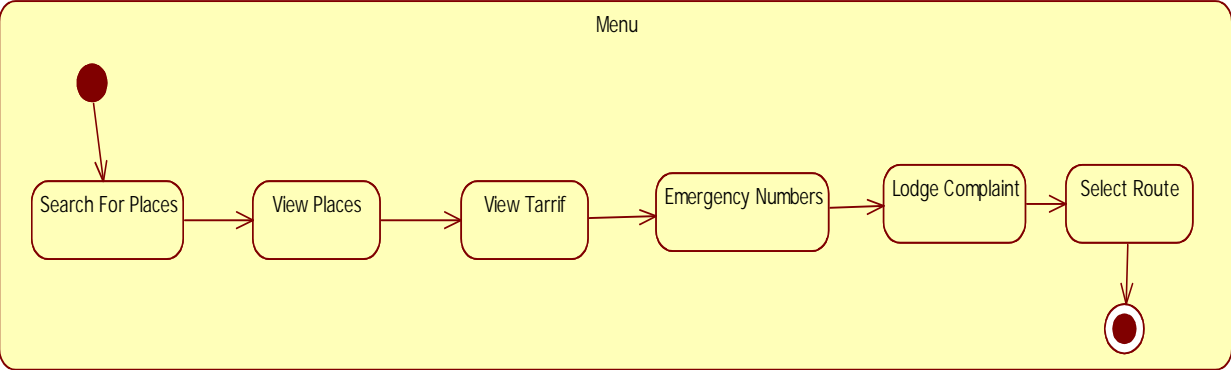 Menu
Search For Places
View Places
View Tarrif
Emergency Numbers
Lodge Complaint
Select Route